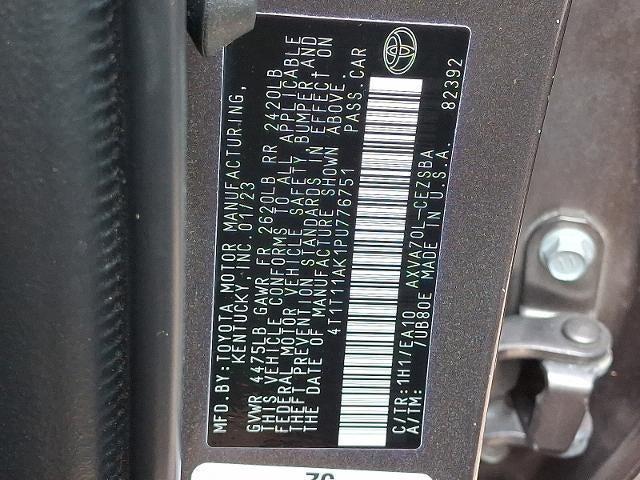 MFD.BY:TOYOTA MOTOR MANUFACTURING,
KENTUCKY, INC. 01/23
GVWR 4475LB GAWR FR 2620LB RR 2420LB
THIS VEHICLE CONFORMS TO ALL APPLICABLE
FEDERAL MOTOR VEHICLE SAFETY, BUMPER AND
THEFT PREVENTION STANDARDS IN EFFECT ON
THE DATE OF MANUFACTURE SHOWN ABOVE.
4T1T11AK1PU776751 PASS.CAR
C/TR:1H1/EA10 AXVA70L-CEZSBA
A/TM: /UB80E MADE IN U.S.A. 82392